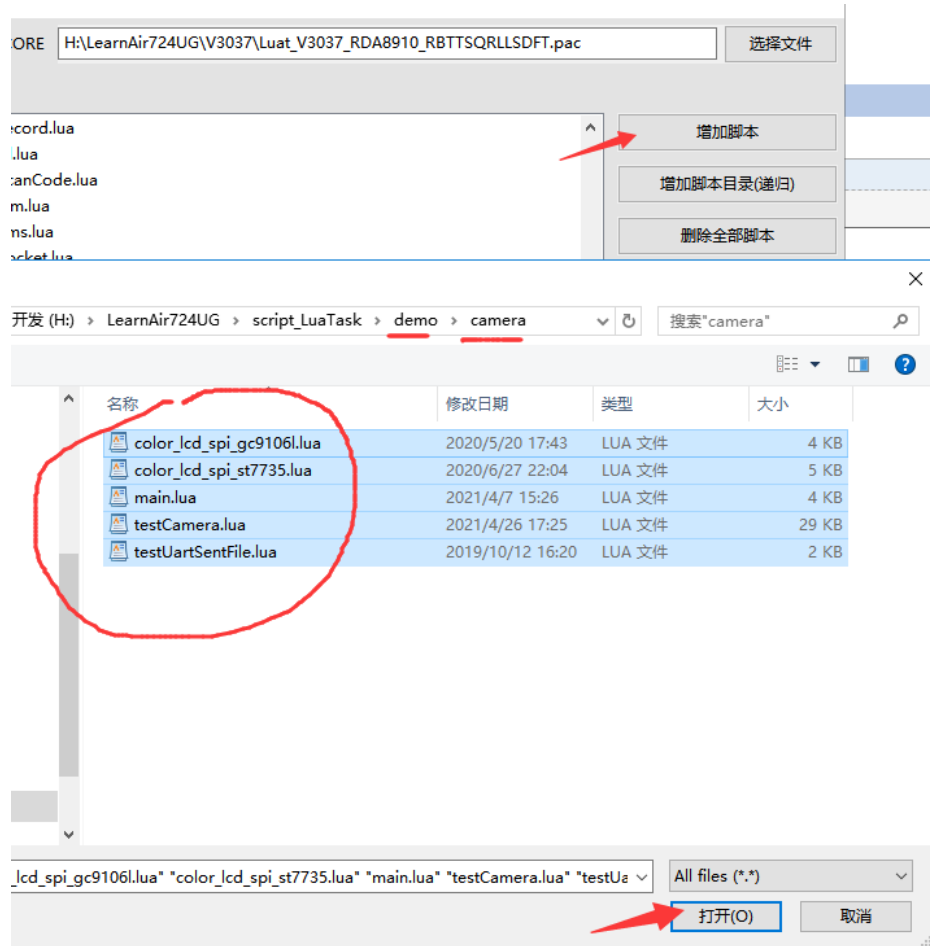 ORE H:\LearnAir724UG\V3037\Luat_V3037_RDA8910_RBTTSQRLLSDFT.pac 选择文件
ecord.lua
增加脚本
l.lua
canCode.lua
增加脚本目录(递归)
m.lua
ms.lua
删除全部脚本
ocket.lua
开发 (H:) › LearnAir724UG › script_LuaTask › demo › camera 搜索"camera"
名称 修改日期 类型 大小
color_lcd_spi_gc9106l.lua 2020/5/20 17:43 LUA 文件 4 KB
color_lcd_spi_st7735.lua 2020/6/27 22:04 LUA 文件 5 KB
main.lua 2021/4/7 15:26 LUA 文件 4 KB
testCamera.lua 2021/4/26 17:25 LUA 文件 29 KB
testUartSentFile.lua 2019/10/12 16:20 LUA 文件 2 KB
_lcd_spi_gc9106l.lua" "color_lcd_spi_st7735.lua" "main.lua" "testCamera.lua" "testUa All files (*.*)
打开(O) 取消